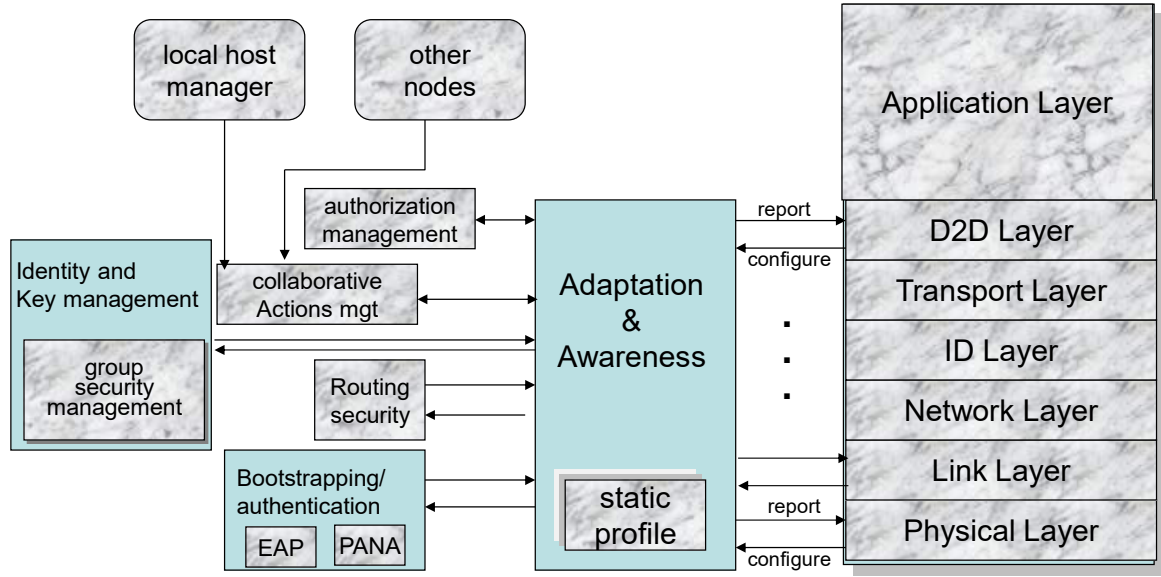 local host
manager
other
nodes
Application Layer
authorization
management
report
D2D Layer
configure
Identity and
Key management
collaborative
Actions mgt
Adaptation
&
Awareness
Transport Layer
ID Layer
group
security
management
Routing
security
Network Layer
Link Layer
Bootstrapping/
authentication
EAP
PANA
static
profile
report
Physical Layer
configure